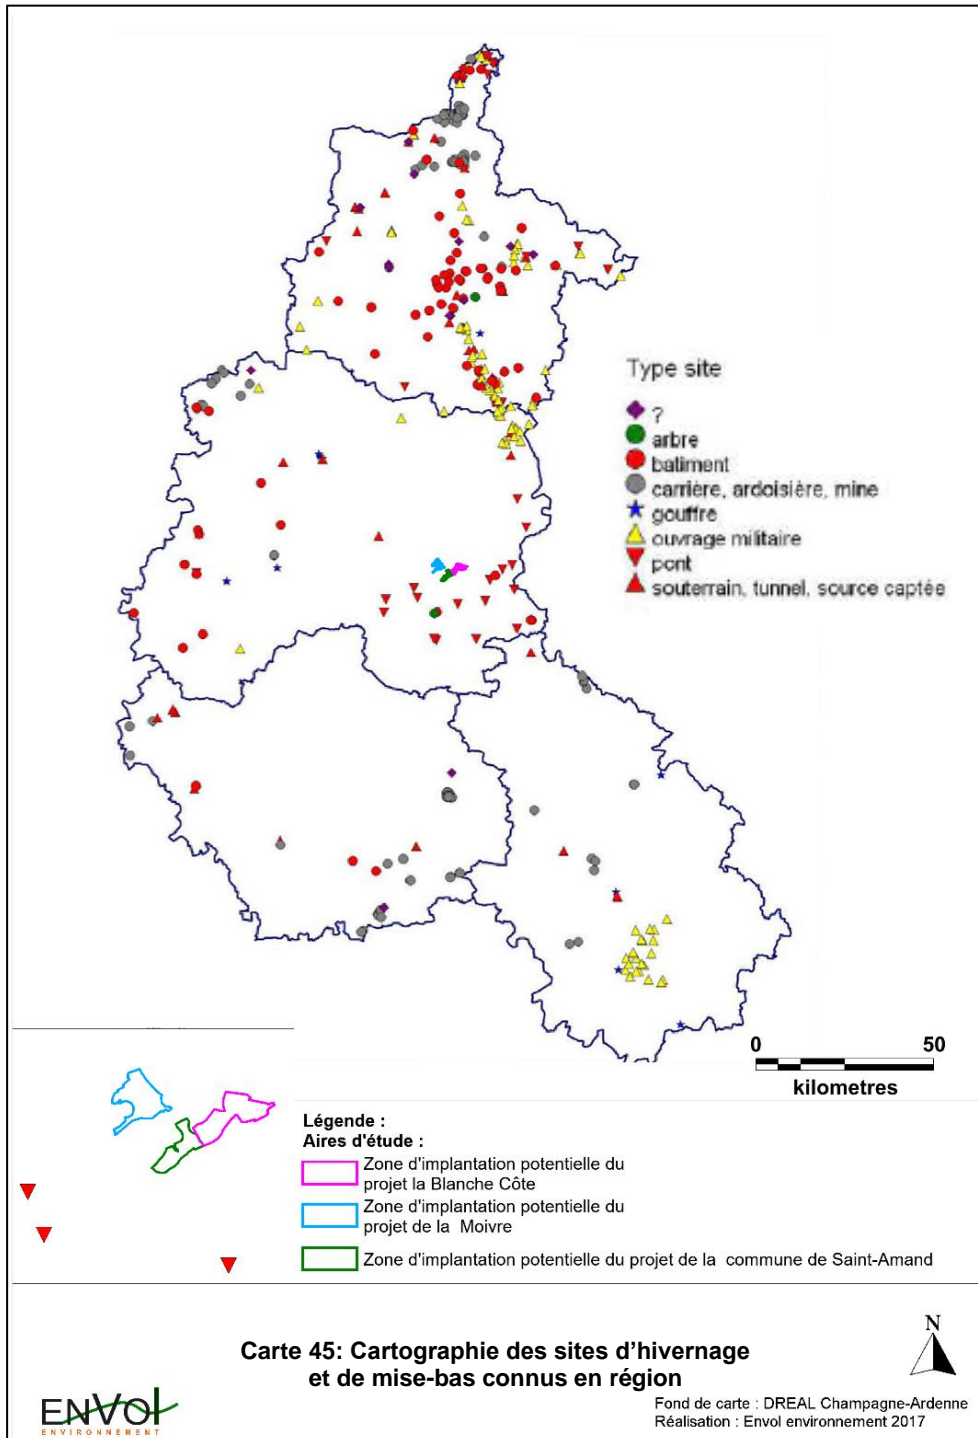 Type site
?
arbre
batiment
carrière, ardoisière, mine
gouffre
ouvrage militaire
pont
souterrain, tunnel, source captée
0 50
kilometres
Légende :
Aires d'étude :
Zone d'implantation potentielle du
projet la Blanche Côte
Zone d'implantation potentielle du
projet de la Moivre
Zone d'implantation potentielle du projet de la commune de Saint-Amand
Carte 45: Cartographie des sites d'hivernage
et de mise-bas connus en région
N
ENVOl
ENVIRONNEMENT
Fond de carte : DREAL Champagne-Ardenne
Réalisation : Envol environnement 2017